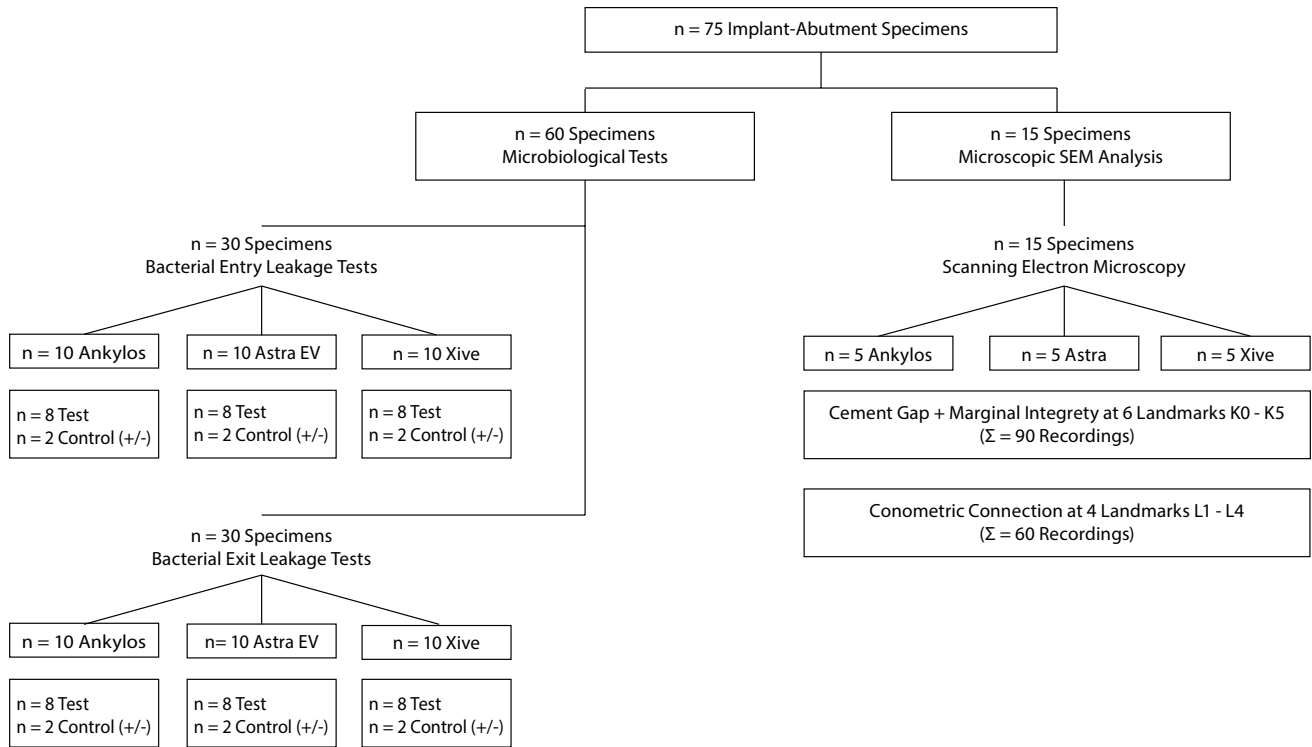 n = 75 Implant-Abutment Specimens
n = 60 Specimens
Microbiological Tests
n = 15 Specimens
Microscopic SEM Analysis
n = 30 Specimens
Bacterial Entry Leakage Tests
n = 10 Ankylos
n = 10 Astra EV
n = 10 Xive
n = 8 Test
n = 2 Control (+/-)
n = 8 Test
n = 2 Control (+/-)
n = 8 Test
n = 2 Control (+/-)
n = 30 Specimens
Bacterial Exit Leakage Tests
n = 10 Ankylos
n= 10 Astra EV
n = 10 Xive
n = 8 Test
n = 2 Control (+/-)
n = 8 Test
n = 2 Control (+/-)
n = 8 Test
n = 2 Control (+/-)
n = 15 Specimens
Scanning Electron Microscopy
n = 5 Ankylos
n = 5 Astra
n = 5 Xive
Cement Gap + Marginal Integrety at 6 Landmarks K0 - K5
(Σ = 90 Recordings)
Conometric Connection at 4 Landmarks L1 - L4
(Σ = 60 Recordings)